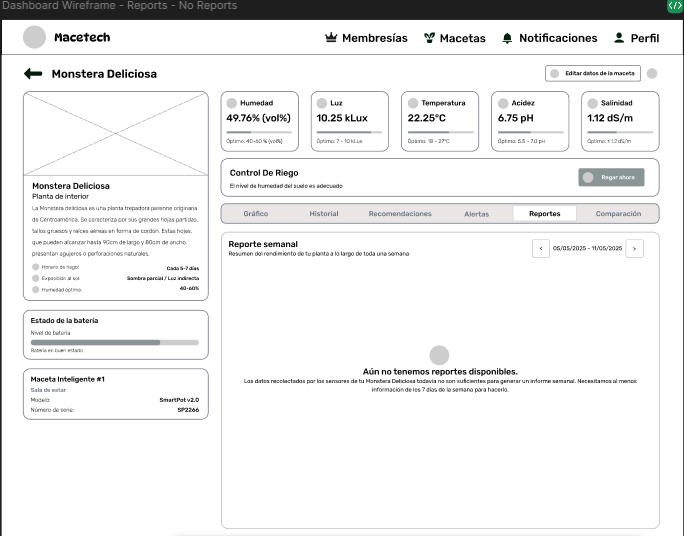 Dashboard Wireframe - Reports - No Reports
</>
Macetech
Membresías
Macetas
Notificaciones
Perfil
Monstera Deliciosa
Editar datos de la maceta
Humedad
49.76% (vol%)
Óptimo: 40-60 % (vol%)
Luz
10.25 kLux
Óptimo: 7 - 10 kLux
Temperatura
22.25°C
Óptimo: 18 - 27°C
Acidez
6.75 pH
Óptimo: 5.5 - 7.0 pH
Salinidad
1.12 dS/m
Óptimo: ≤ 1.2 dS/m
Monstera Deliciosa
Planta de interior
La Monstera deliciosa es una planta trepadora perenne originaria
de Centroamérica. Se caracteriza por sus grandes hojas partidas,
tallos gruesos y raíces aéreas en forma de cordón. Estas hojas,
que pueden alcanzar hasta 90cm de largo y 80cm de ancho,
presentan agujeros o perforaciones naturales.
Horario de riego: Cada 5-7 días
Exposición al sol: Sombra parcial / Luz indirecta
Humedad óptimo: 40-60%
Estado de la batería
Nivel de batería
Batería en buen estado
Maceta Inteligente #1
Sala de estar
Modelo: SmartPot v2.0
Número de serie: SP2266
Control De Riego
El nivel de humedad del suelo es adecuado
Regar ahora
Gráfico
Historial
Recomendaciones
Alertas
Reportes
Comparación
Reporte semanal
Resumen del rendimiento de tu planta a lo largo de toda una semana
< 05/05/2025 - 11/05/2025 >
Aún no tenemos reportes disponibles.
Los datos recolectados por los sensores de tu Monstera Deliciosa todavía no son suficientes para generar un informe semanal. Necesitamos al menos
información de los 7 días de la semana para hacerlo.